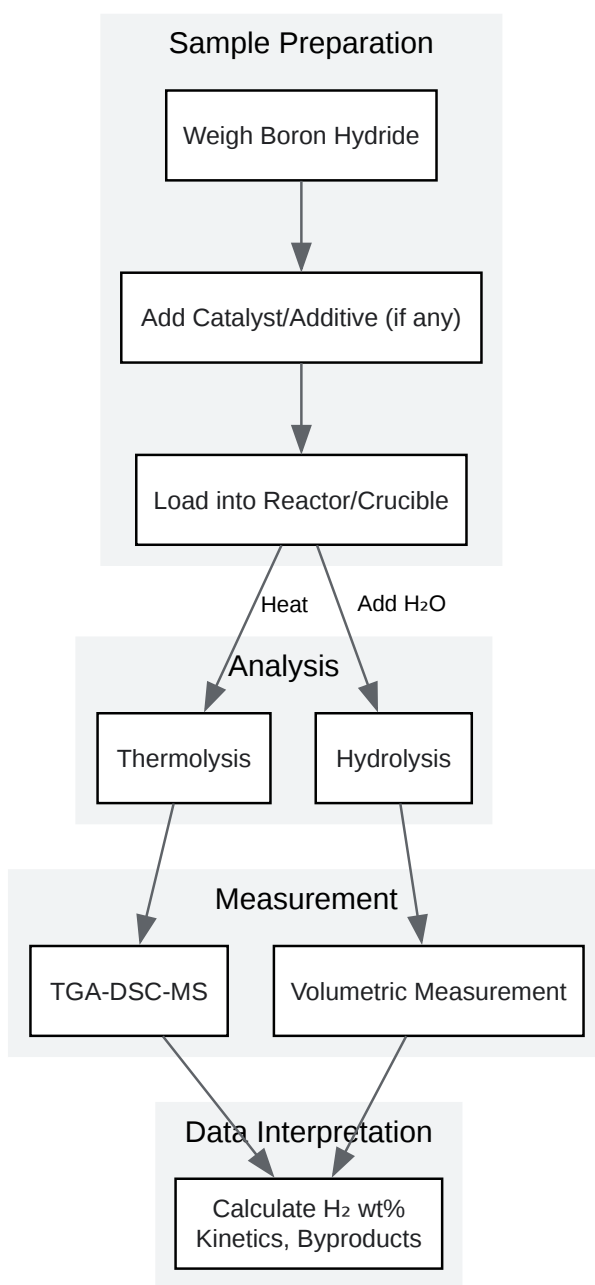 Sample Preparation
Weigh Boron Hydride
Add Catalyst/Additive (if any)
Load into Reactor/Crucible
Heat
Add H₂O
Analysis
Thermolysis
Hydrolysis
Measurement
TGA-DSC-MS
Volumetric Measurement
Data Interpretation
Calculate H₂ wt%
Kinetics, Byproducts